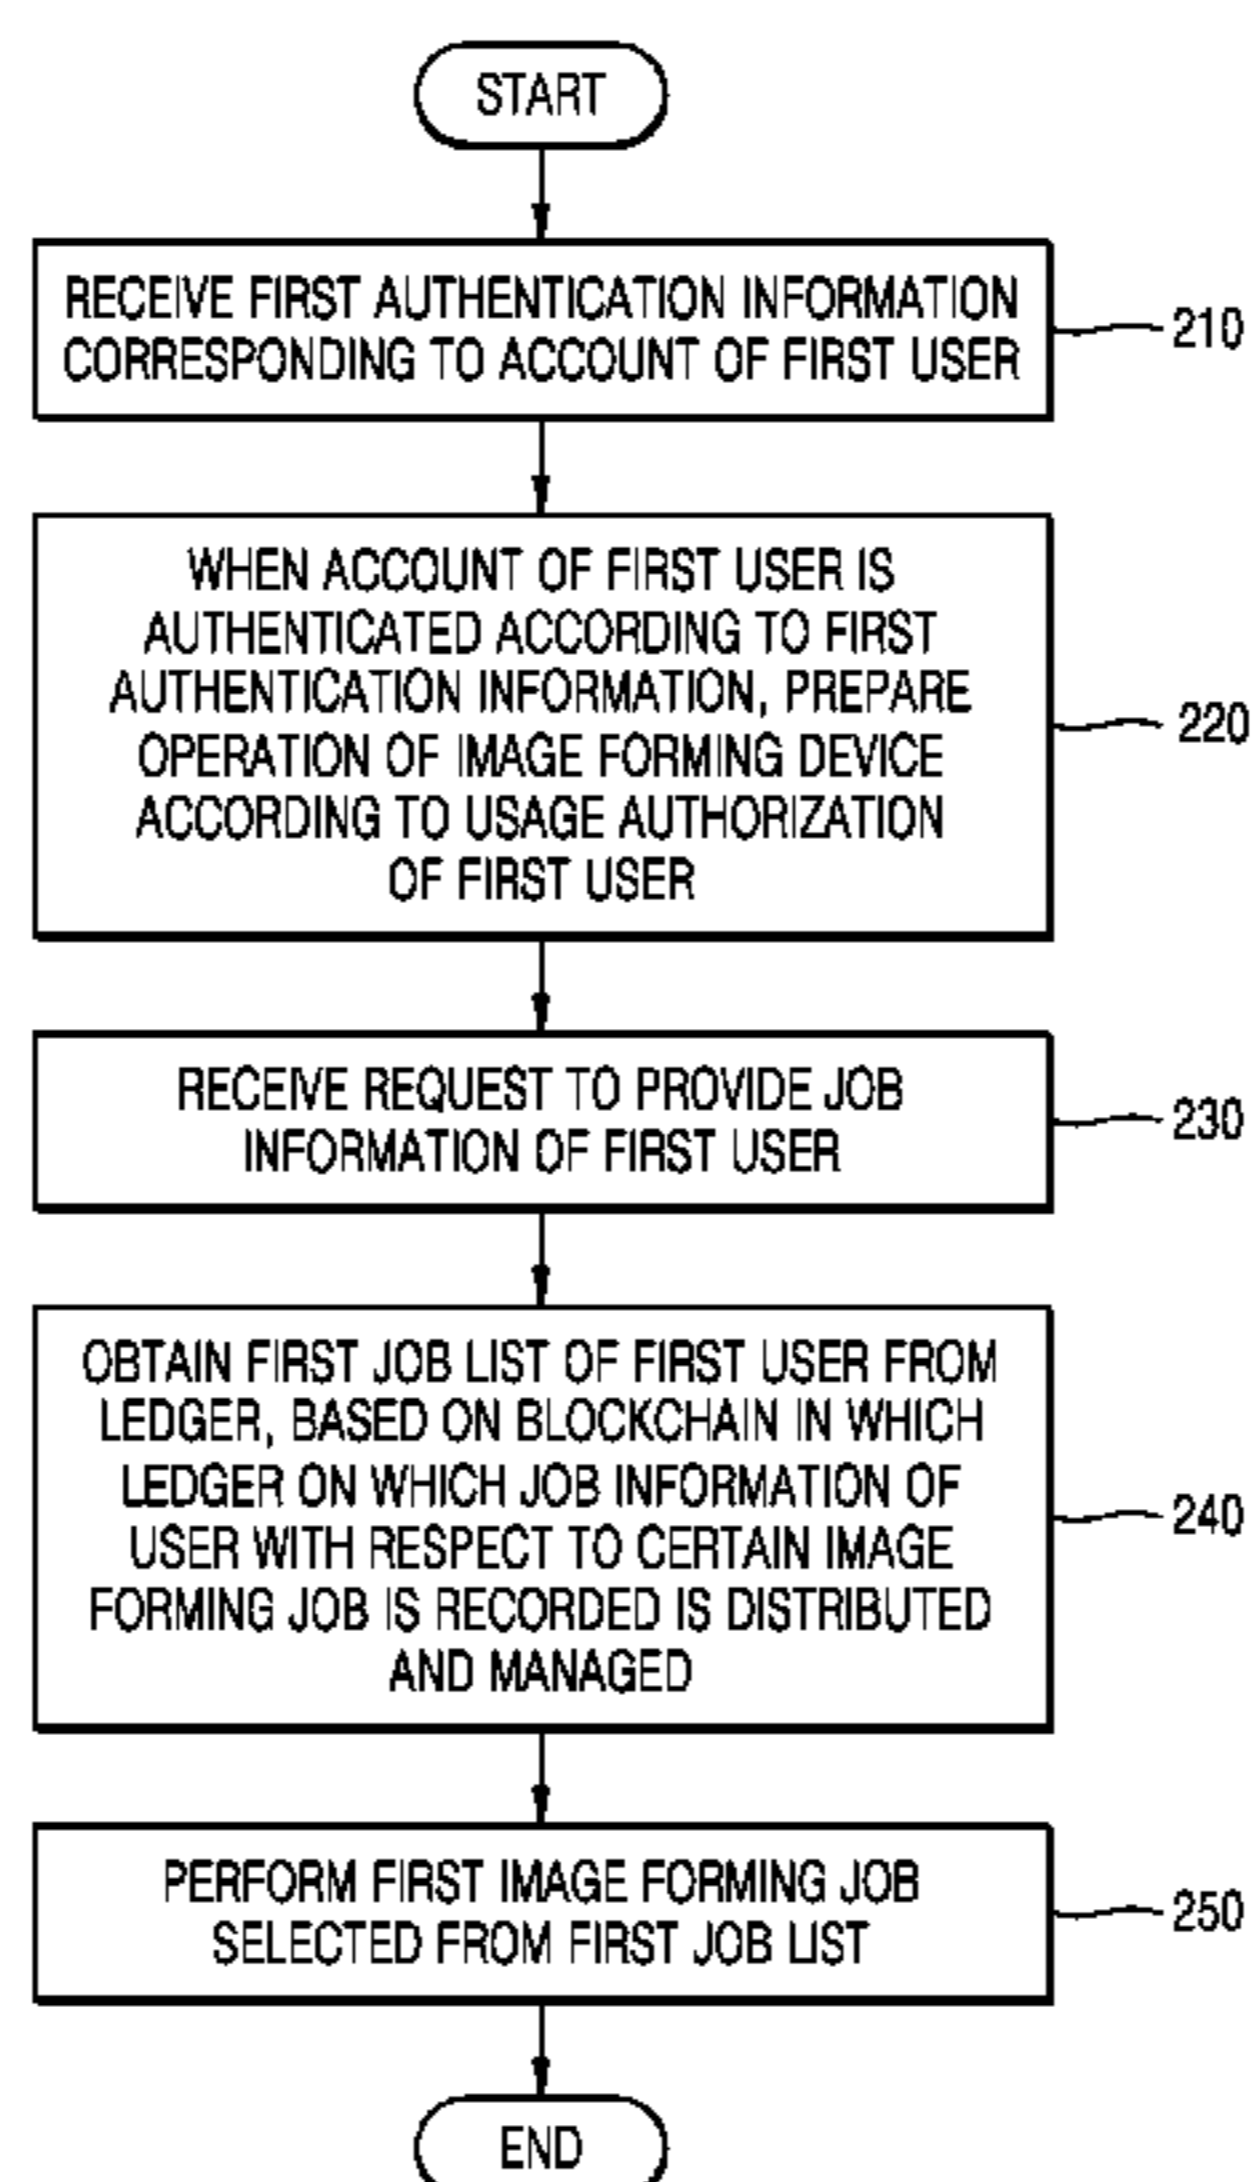 START
RECEIVE FIRST AUTHENTICATION INFORMATION
CORRESPONDING TO ACCOUNT OF FIRST USER
210
WHEN ACCOUNT OF FIRST USER IS
AUTHENTICATED ACCORDING TO FIRST
AUTHENTICATION INFORMATION, PREPARE
OPERATION OF IMAGE FORMING DEVICE
ACCORDING TO USAGE AUTHORIZATION
OF FIRST USER
220
RECEIVE REQUEST TO PROVIDE JOB
INFORMATION OF FIRST USER
230
OBTAIN FIRST JOB LIST OF FIRST USER FROM
LEDGER, BASED ON BLOCKCHAIN IN WHICH
LEDGER ON WHICH JOB INFORMATION OF
USER WITH RESPECT TO CERTAIN IMAGE
FORMING JOB IS RECORDED IS DISTRIBUTED
AND MANAGED
240
PERFORM FIRST IMAGE FORMING JOB
SELECTED FROM FIRST JOB LIST
250
END